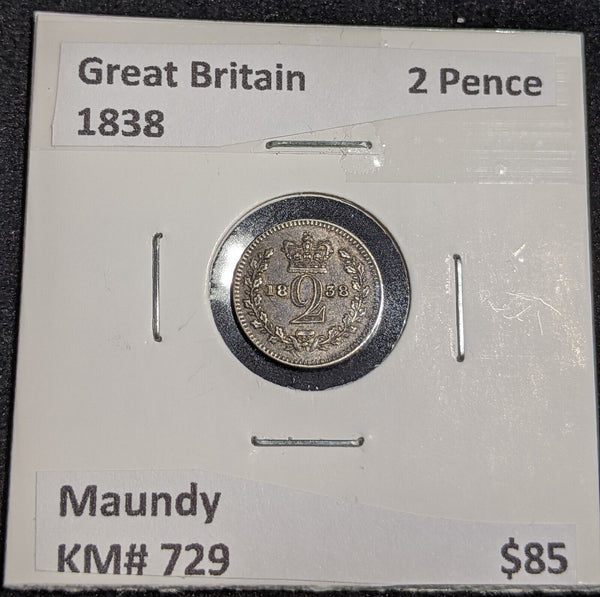 Great Britain 2 Pence
1838
18 2 38
Maundy
KM# 729 $85